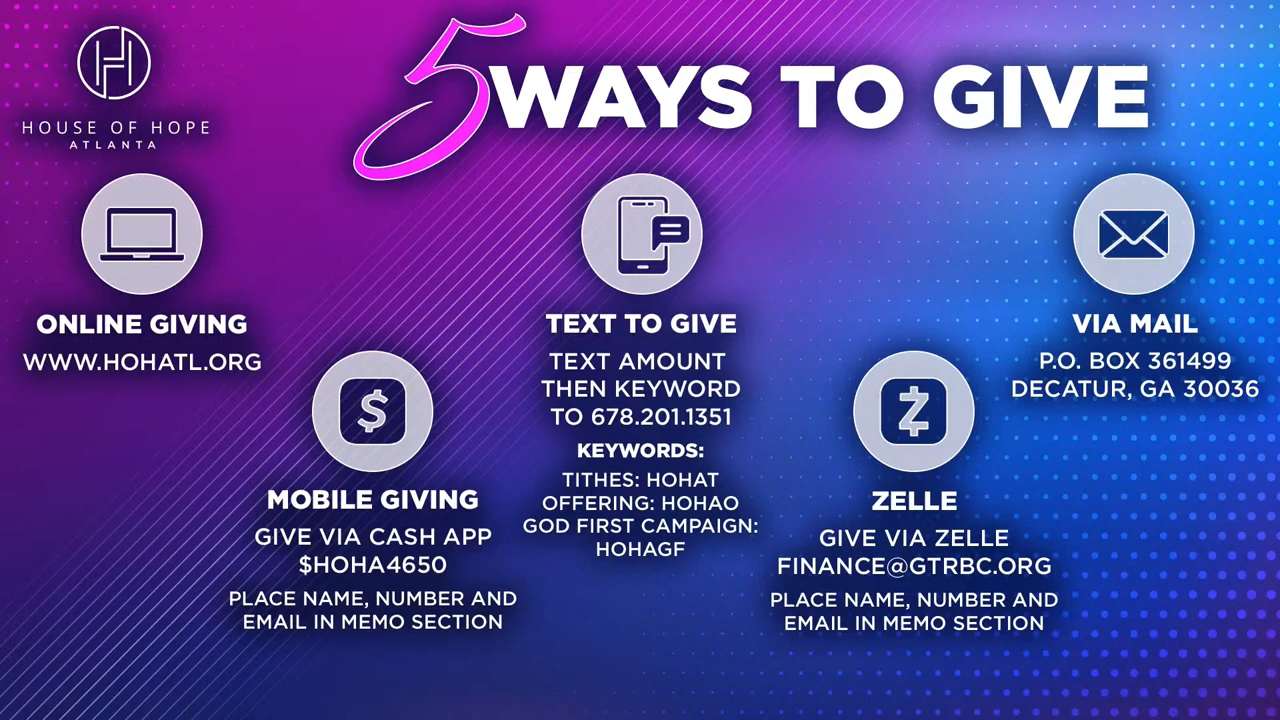 HOUSE OF HOPE
ATLANTA
5 WAYS TO GIVE
ONLINE GIVING
WWW.HOHATL.ORG
MOBILE GIVING
GIVE VIA CASH APP
$HOHA4650
PLACE NAME, NUMBER AND
EMAIL IN MEMO SECTION
TEXT TO GIVE
TEXT AMOUNT
THEN KEYWORD
TO 678.201.1351
KEYWORDS:
TITHES: HOHAT
OFFERING: HOHAO
GOD FIRST CAMPAIGN:
HOHAGF
ZELLE
GIVE VIA ZELLE
FINANCE@GTRBC.ORG
PLACE NAME, NUMBER AND
EMAIL IN MEMO SECTION
VIA MAIL
P.O. BOX 361499
DECATUR, GA 30036